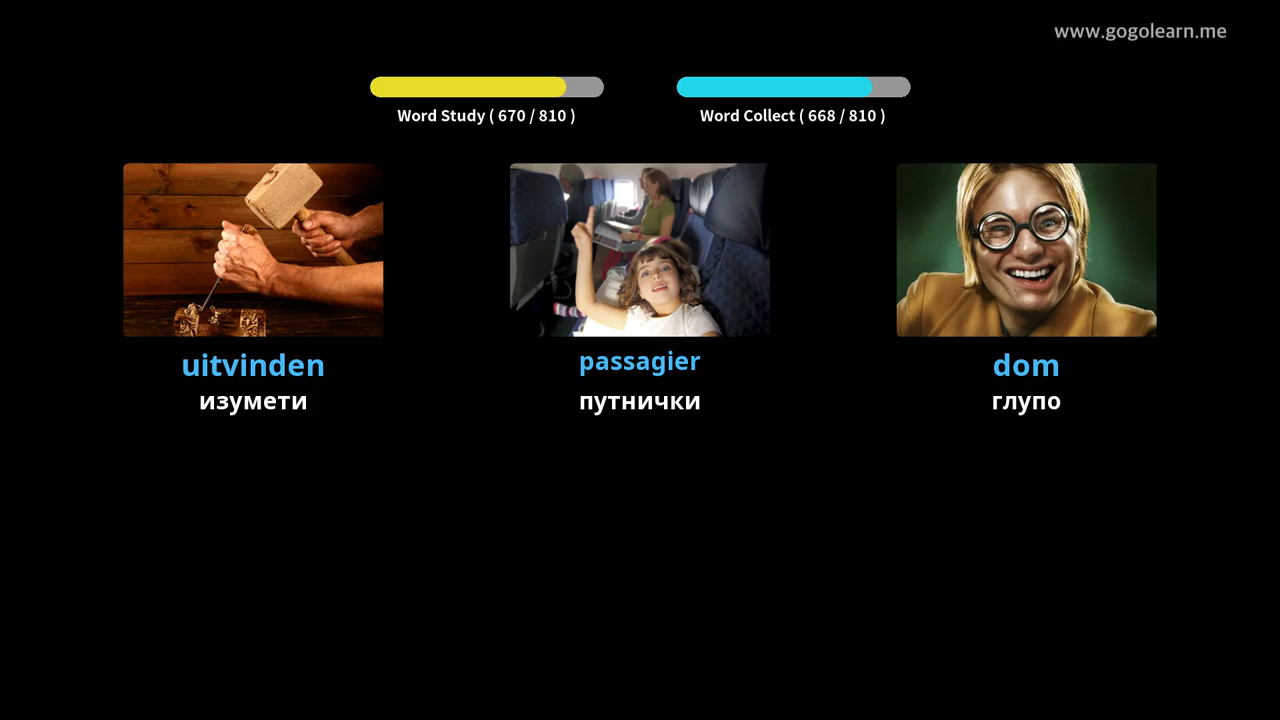 www.gogolearn.me
Word Study ( 670 / 810 )
Word Collect ( 668 / 810 )
uitvinden
изумети
passagier
путнички
dom
глупо